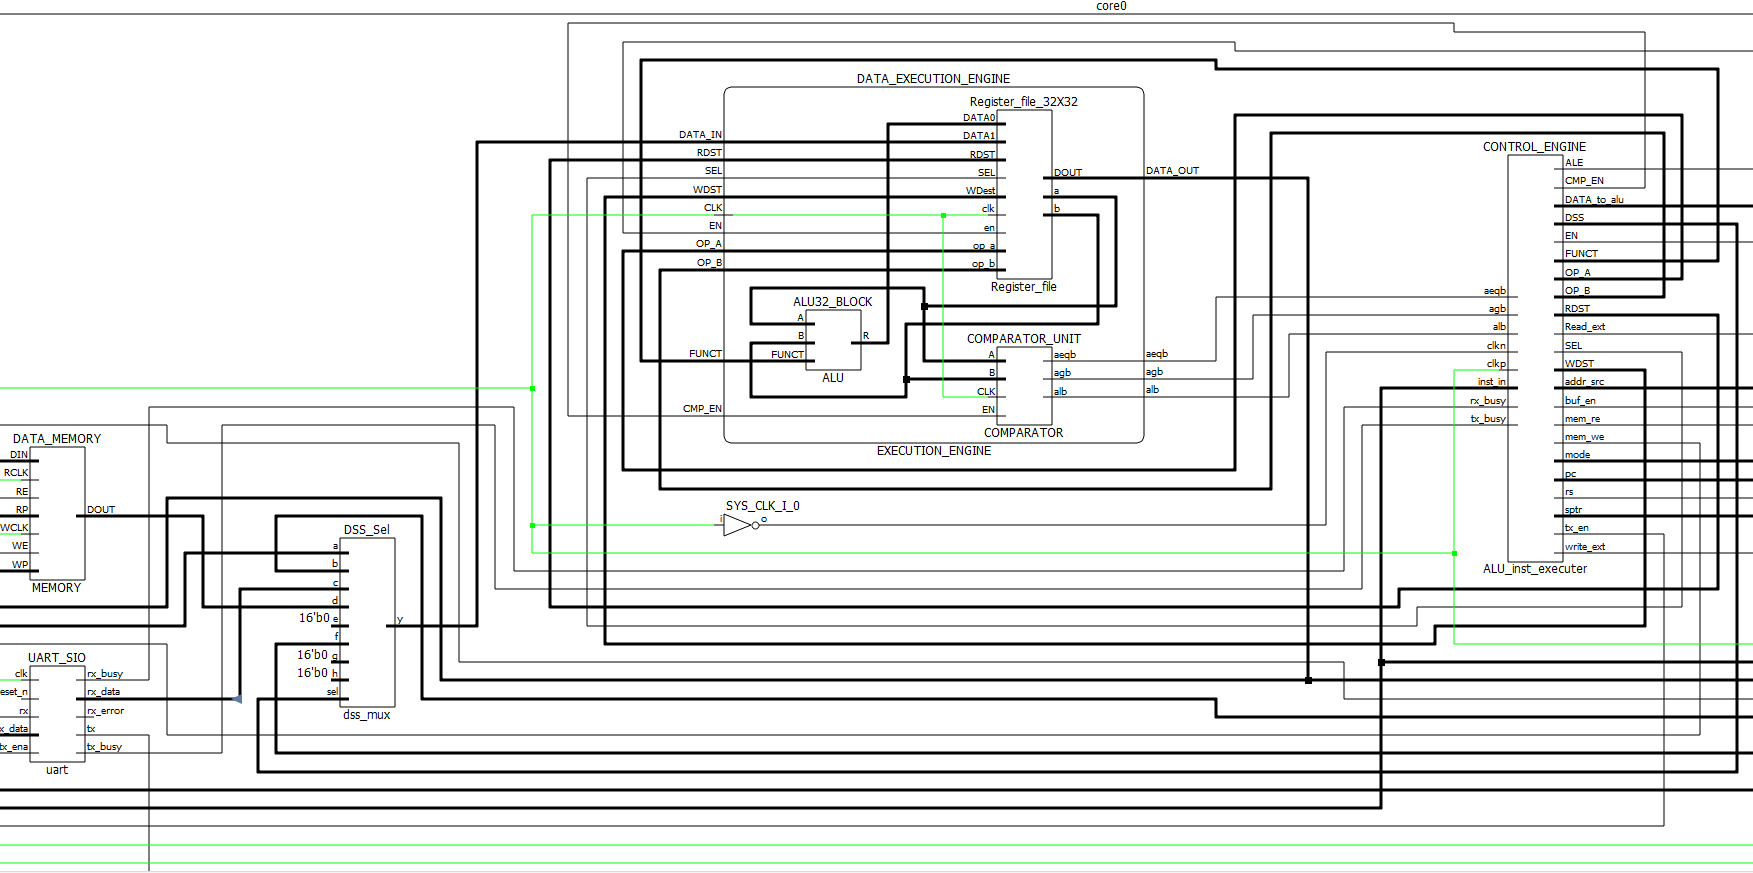 core0
DATA_EXECUTION_ENGINE
Register_file_32X32
DATA_IN
RDST
SEL
WDST
CLK
EN
OP_A
OP_B
FUNCT
CMP_EN
DATA0
DATA1
RDST
SEL
WDest
clk
en
op_a
op_b
DOUT
a
b
Register_file
DATA_OUT
ALU32_BLOCK
A
B
FUNCT
R
ALU
COMPARATOR_UNIT
A
B
CLK
EN
aeqb
agb
alb
COMPARATOR
aeqb
agb
alb
EXECUTION_ENGINE
CONTROL_ENGINE
aeqb
agb
alb
clkn
clkp
inst_in
rx_busy
tx_busy
ALE
CMP_EN
DATA_to_alu
DSS
EN
FUNCT
OP_A
OP_B
RDST
Read_ext
SEL
WDST
addr_src
buf_en
mem_re
mem_we
mode
pc
rs
sptr
tx_en
write_ext
ALU_inst_executer
SYS_CLK_I_0
i
o
DATA_MEMORY
DIN
RCLK
RE
RP
WCLK
WE
WP
DOUT
MEMORY
DSS_Sel
a
b
c
d
16'b0 e
f
16'b0 g
16'b0 h
sel
y
dss_mux
UART_SIO
clk
eset_n
rx
x_data
tx_ena
rx_busy
rx_data
rx_error
tx
tx_busy
uart